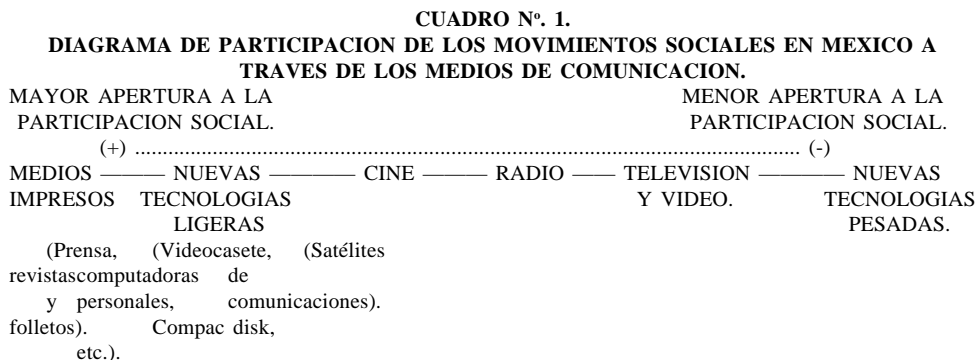 CUADRO Nº. 1.
DIAGRAMA DE PARTICIPACION DE LOS MOVIMIENTOS SOCIALES EN MEXICO A
TRAVES DE LOS MEDIOS DE COMUNICACION.
MAYOR APERTURA A LA MENOR APERTURA A LA
PARTICIPACION SOCIAL. PARTICIPACION SOCIAL.
(+) ........................................................................................................................ (-)
MEDIOS ——— NUEVAS ———— CINE ——— RADIO —— TELEVISION ———— NUEVAS
IMPRESOS TECNOLOGIAS Y VIDEO. TECNOLOGIAS
LIGERAS PESADAS.
(Prensa, (Videocasete, (Satélites
revistascomputadoras de
y personales, comunicaciones).
folletos). Compac disk,
etc.).